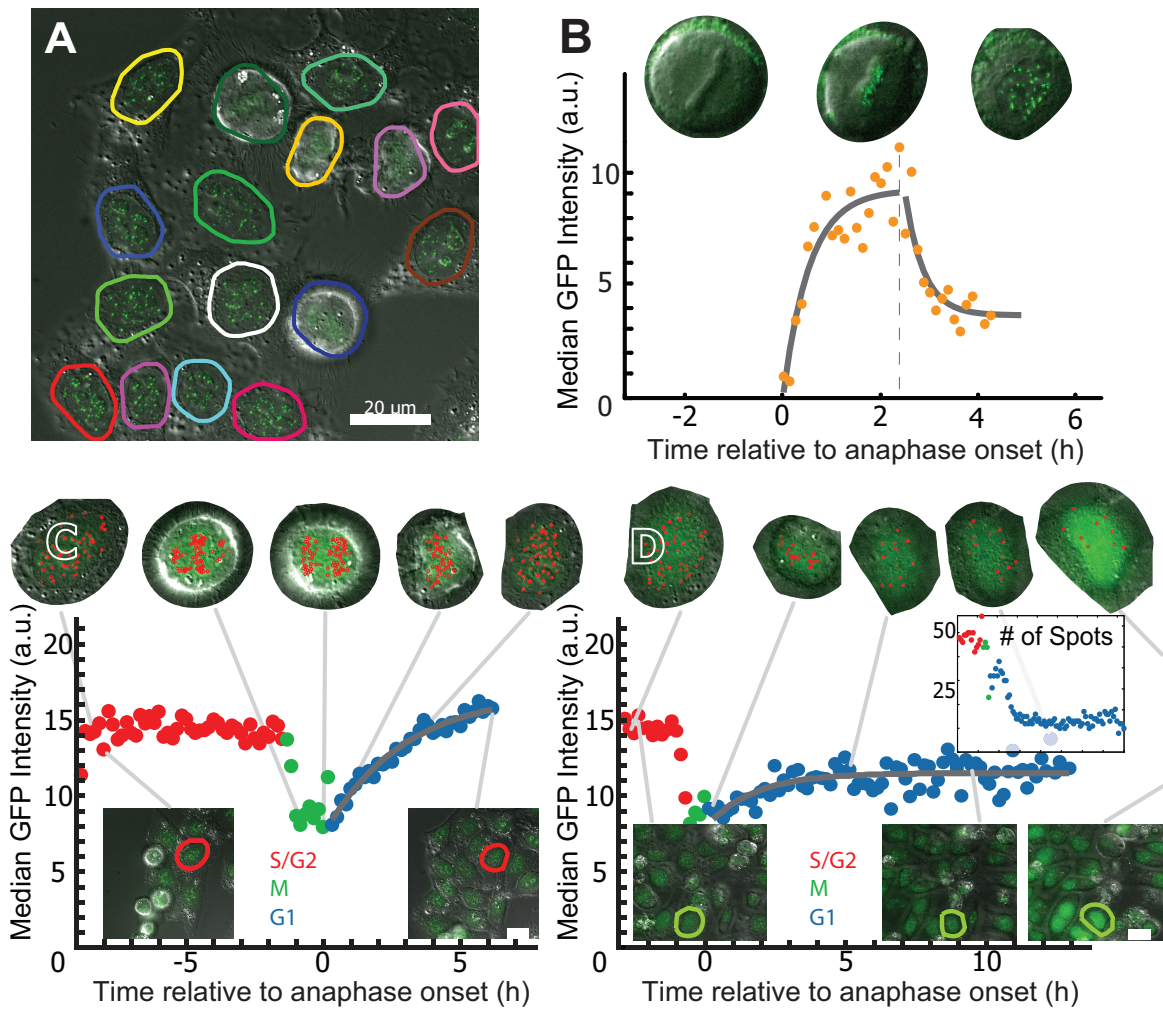 A
20 µm
B
Median GFP Intensity (a.u.)
10
5
0
-2
0
2
4
6
Time relative to anaphase onset (h)
C
Median GFP Intensity (a.u.)
20
15
10
5
0
S/G2
M
G1
-5
0
5
Time relative to anaphase onset (h)
D
Median GFP Intensity (a.u.)
20
15
10
5
0
# of Spots
50
25
S/G2
M
G1
0
5
10
Time relative to anaphase onset (h)